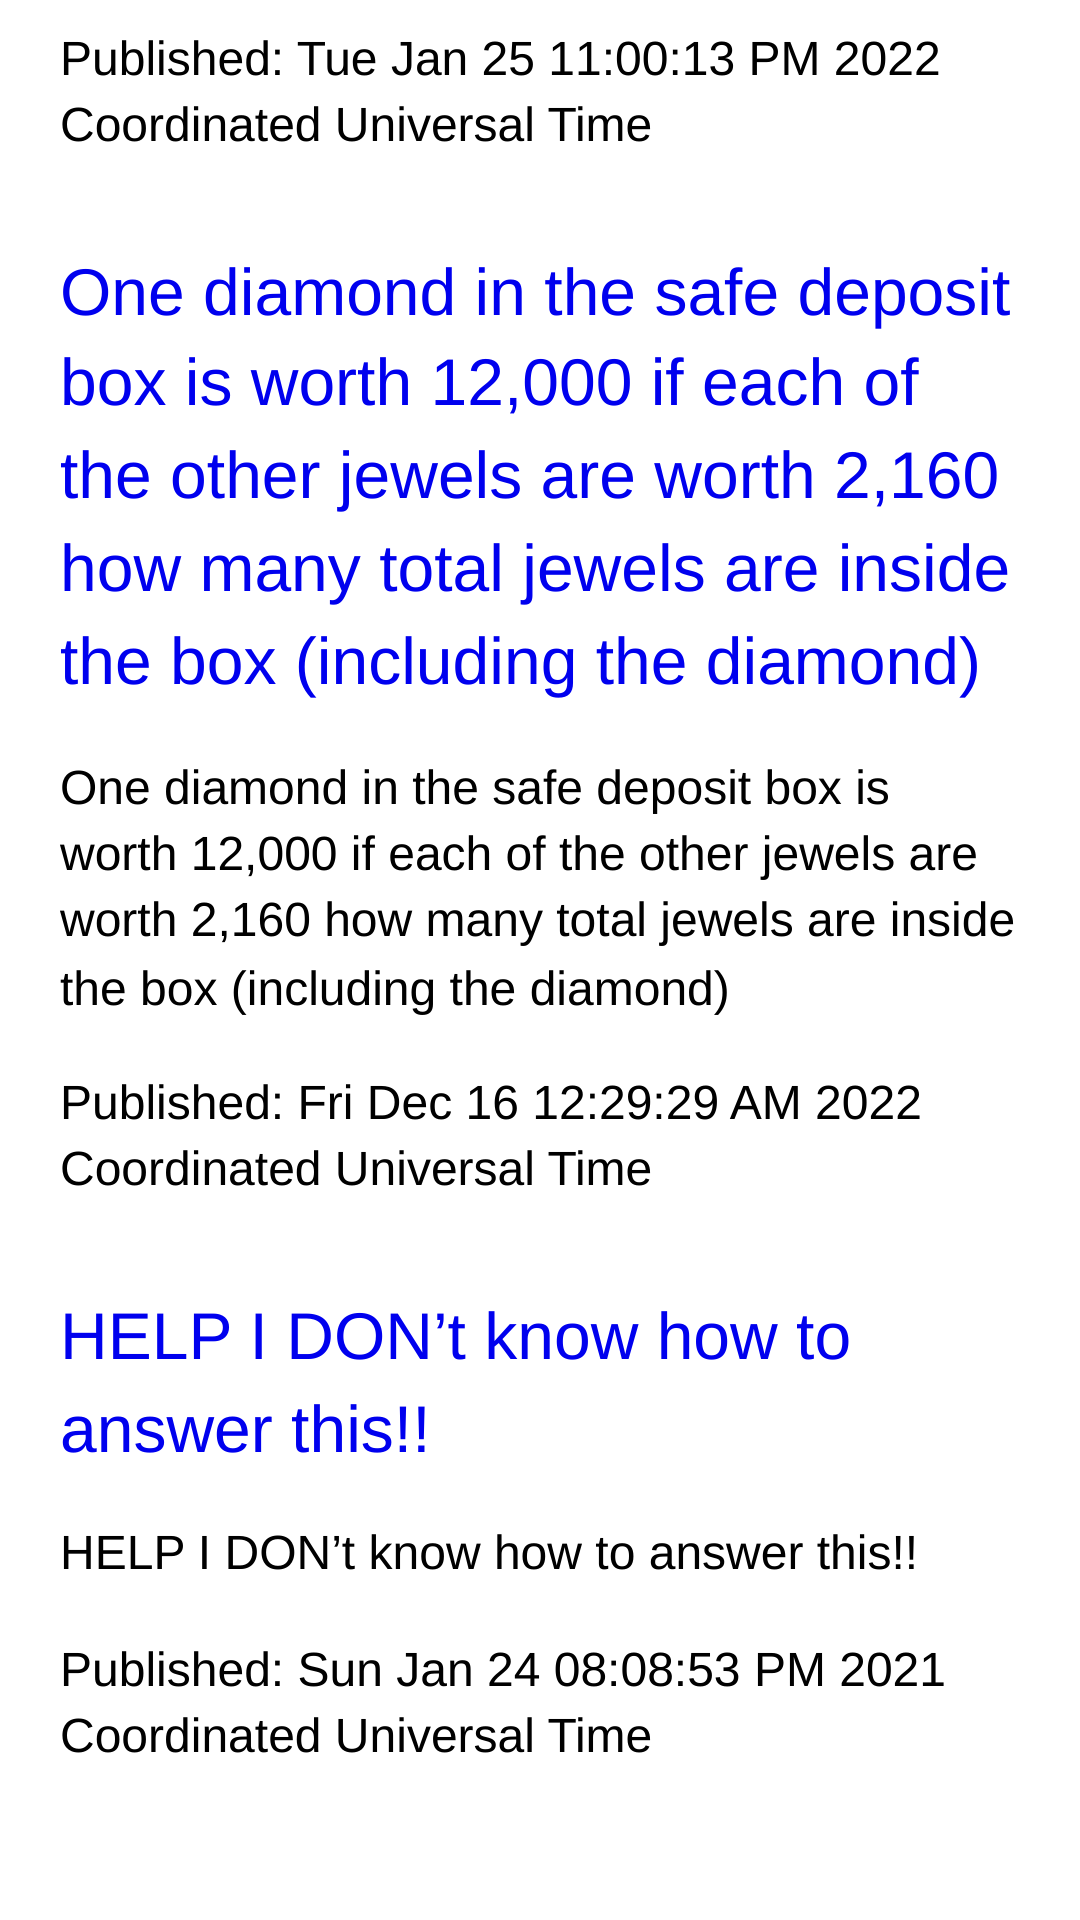 Published: Tue Jan 25 11:00:13 PM 2022
Coordinated Universal Time
One diamond in the safe deposit
box is worth 12,000 if each of
the other jewels are worth 2,160
how many total jewels are inside
the box (including the diamond)
One diamond in the safe deposit box is
worth 12,000 if each of the other jewels are
worth 2,160 how many total jewels are inside
the box (including the diamond)
Published: Fri Dec 16 12:29:29 AM 2022
Coordinated Universal Time
HELP I DON’t know how to
answer this!!
HELP I DON’t know how to answer this!!
Published: Sun Jan 24 08:08:53 PM 2021
Coordinated Universal Time